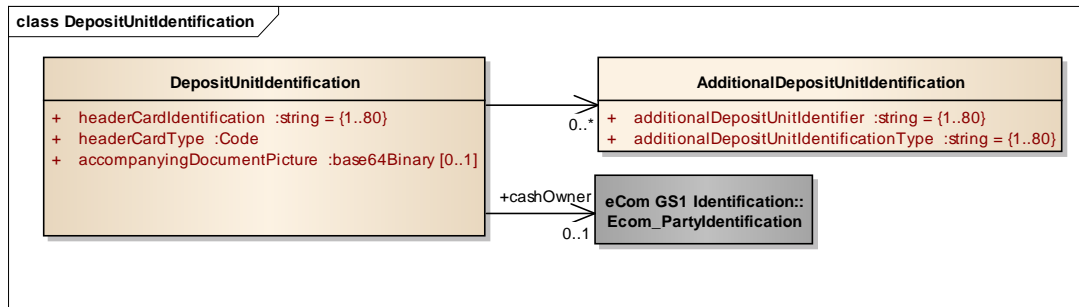 class DepositUnitIdentification
DepositUnitIdentification
+ headerCardIdentification :string = {1..80}
+ headerCardType :Code
+ accompanyingDocumentPicture :base64Binary [0..1]
AdditionalDepositUnitIdentification
+ additionalDepositUnitIdentifier :string = {1..80}
+ additionalDepositUnitIdentificationType :string = {1..80}
0..*
+cashOwner
0..1
eCom GS1 Identification::
Ecom_PartyIdentification